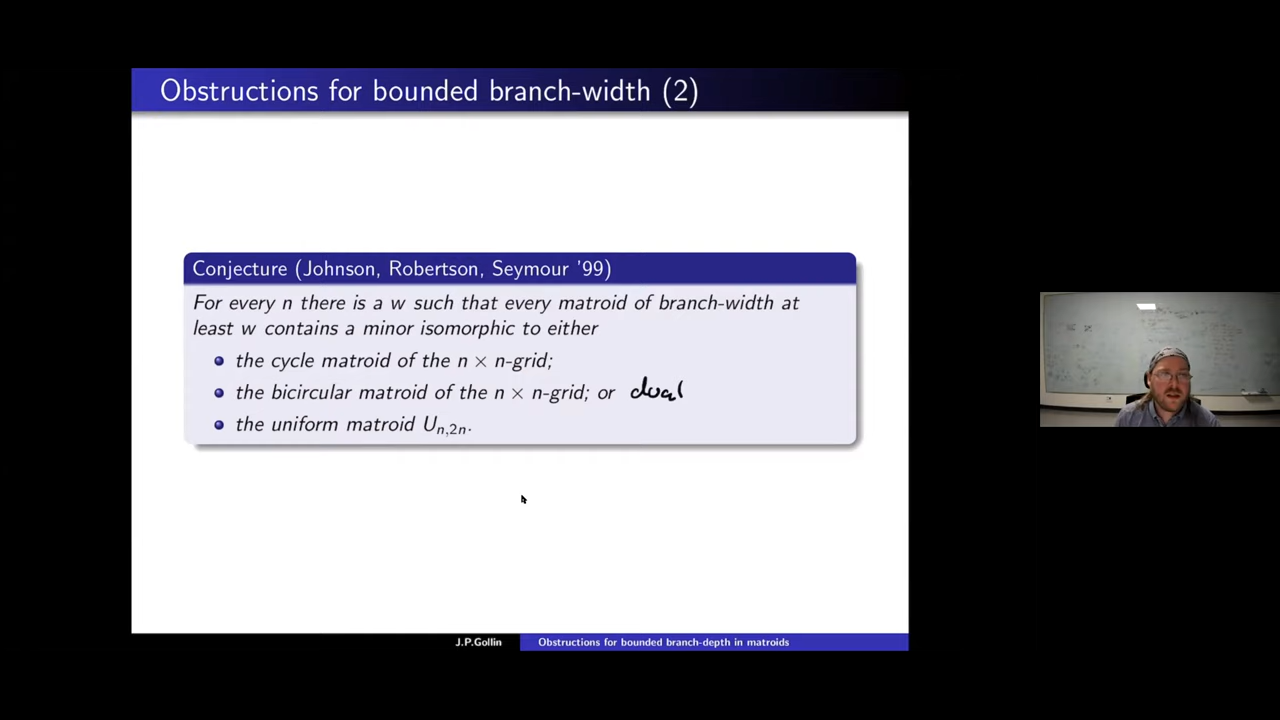 Obstructions for bounded branch-width (2)
Conjecture (Johnson, Robertson, Seymour '99)
For every n there is a w such that every matroid of branch-width at
least w contains a minor isomorphic to either
the cycle matroid of the n × n-grid;
the bicircular matroid of the n × n-grid; or dual
the uniform matroid Uₙ,₂ₙ.
J.P.Gollin Obstructions for bounded branch-depth in matroids